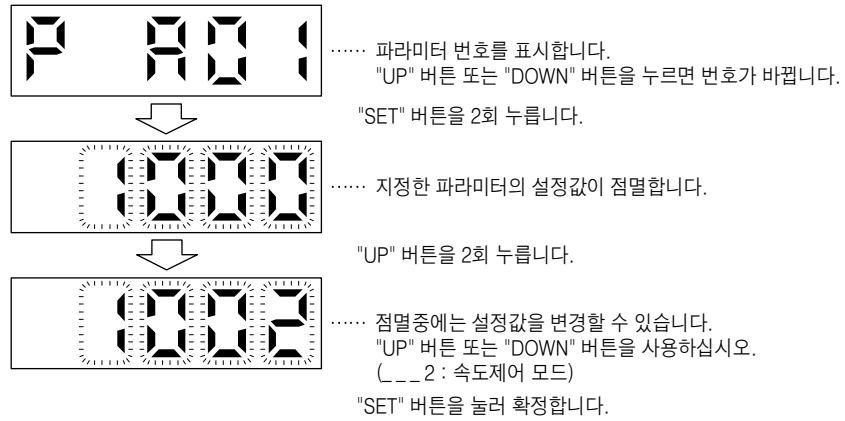 P A01
…… 파라미터 번호를 표시합니다.
"UP" 버튼 또는 "DOWN" 버튼을 누르면 번호가 바뀝니다.
"SET" 버튼을 2회 누릅니다.
1000
…… 지정한 파라미터의 설정값이 점멸합니다.
"UP" 버튼을 2회 누릅니다.
1002
…… 점멸중에는 설정값을 변경할 수 있습니다.
"UP" 버튼 또는 "DOWN" 버튼을 사용하십시오.
(_ _ _ 2 : 속도제어 모드)
"SET" 버튼을 눌러 확정합니다.